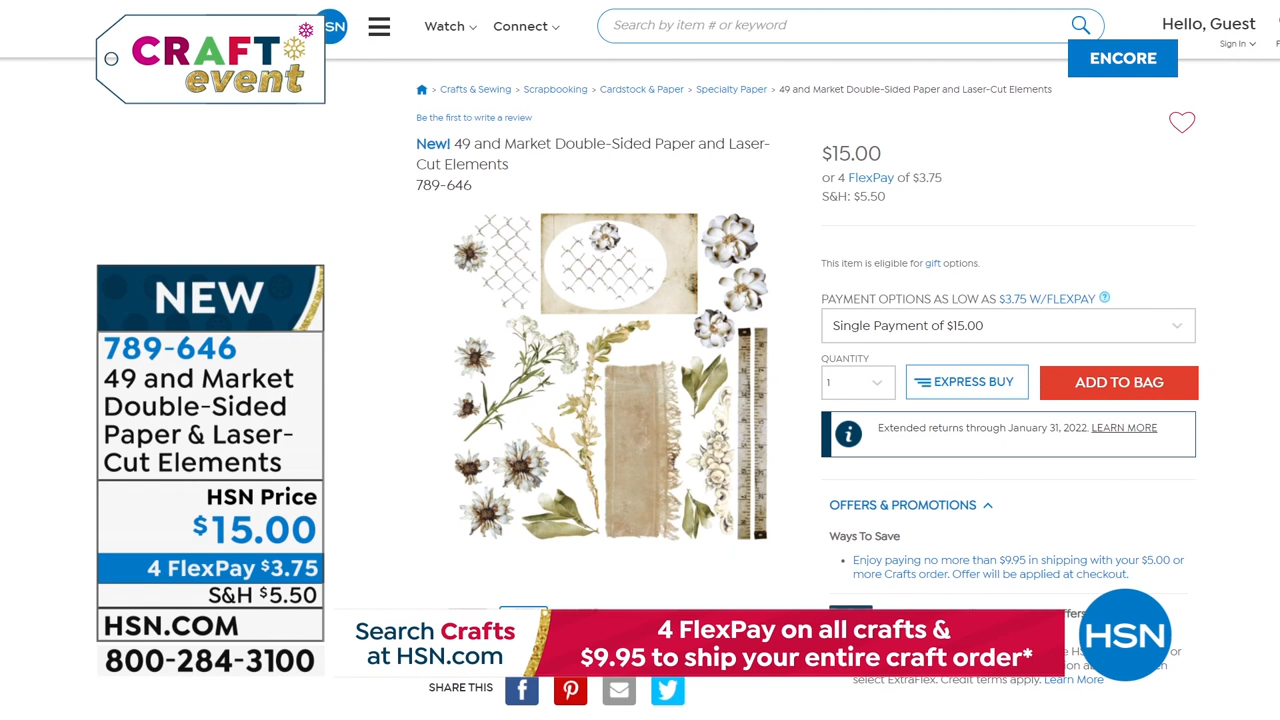 CRAFT
event
SN
Watch
Connect
Search by item # or keyword
Hello, Guest
Sign In
ENCORE
> Crafts & Sewing > Scrapbooking > Cardstock & Paper > Specialty Paper > 49 and Market Double-Sided Paper and Laser-Cut Elements
Be the first to write a review
New! 49 and Market Double-Sided Paper and Laser-
Cut Elements
789-646
$15.00
or 4 FlexPay of $3.75
S&H: $5.50
This item is eligible for gift options.
PAYMENT OPTIONS AS LOW AS $3.75 W/FLEXPAY ?
Single Payment of $15.00
QUANTITY
1
EXPRESS BUY
ADD TO BAG
i
Extended returns through January 31, 2022. LEARN MORE
OFFERS & PROMOTIONS
Ways To Save
• Enjoy paying no more than $9.95 in shipping with your $5.00 or
more Crafts order. Offer will be applied at checkout.
select ExtraFlex. Credit terms apply. Learn More
NEW
789-646
49 and Market
Double-Sided
Paper & Laser-
Cut Elements
HSN Price
$15.00
4 FlexPay $3.75
S&H $5.50
HSN.COM
800-284-3100
Search Crafts
at HSN.com
4 FlexPay on all crafts &
$9.95 to ship your entire craft order*
HSN
SHARE THIS